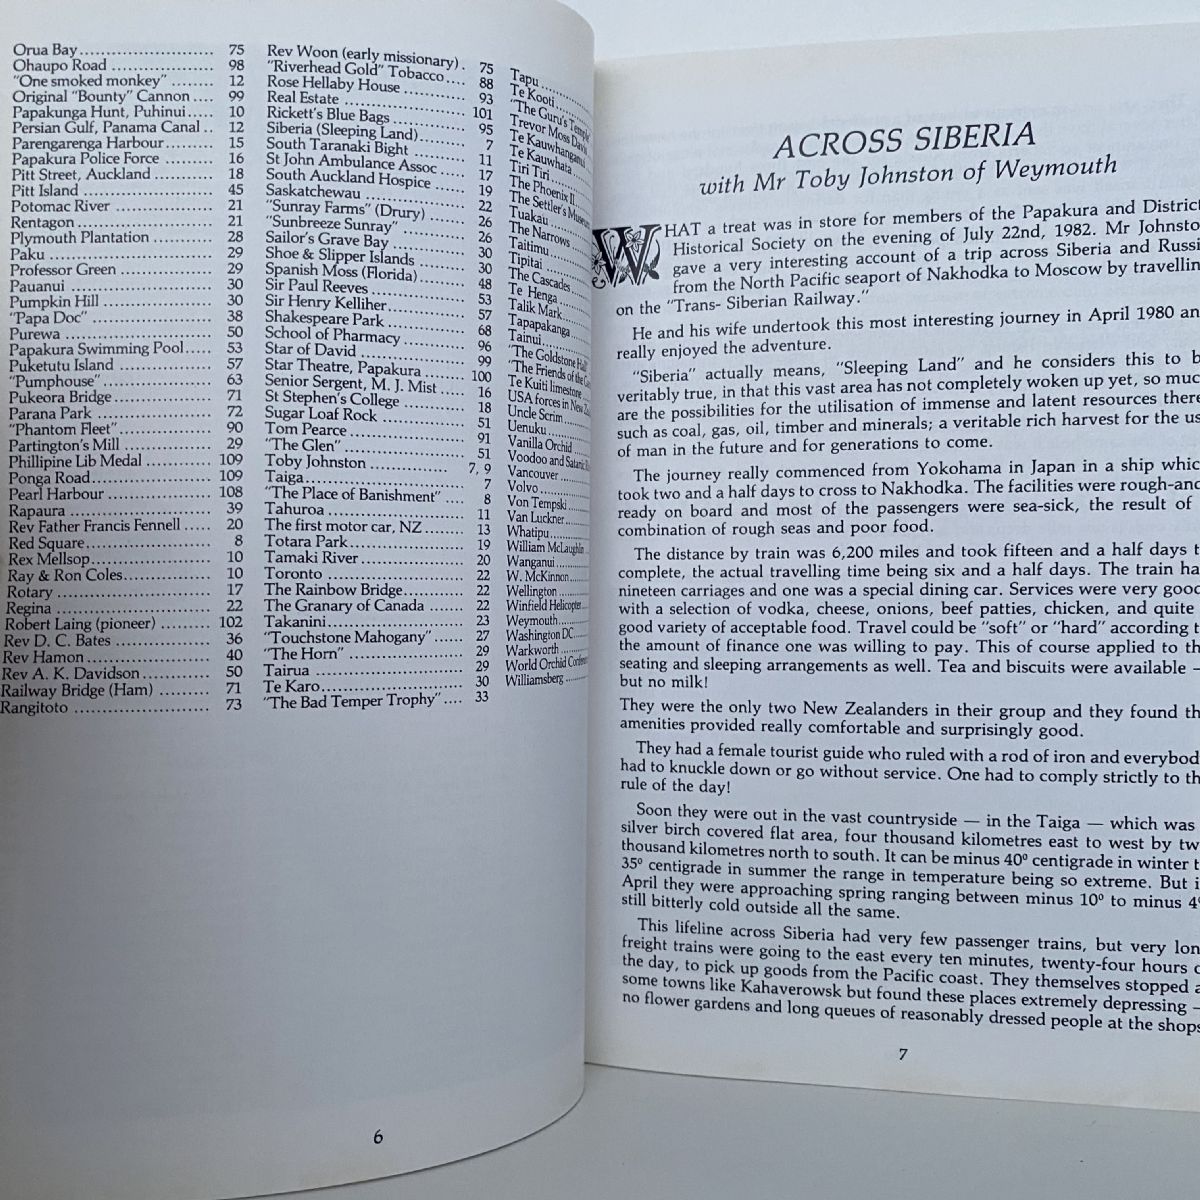 Orua Bay ........................ 75
Ohaupo Road ................... 98
"One smoked monkey" ........ 12
Original "Bounty" Cannon .... 99
Papakunga Hunt, Puhinui..... 10
Persian Gulf, Panama Canal .. 12
Parengarenga Harbour......... 15
Papakura Police Force ......... 16
Pitt Street, Auckland ........... 18
Pitt Island ........................ 45
Potomac River .................. 21
Rentagon ......................... 21
Plymouth Plantation ............ 28
Paku .............................. 29
Professor Green ................. 29
Pauanui .......................... 30
Pumpkin Hill .................... 30
"Papa Doc" ...................... 38
Purewa ........................... 50
Papakura Swimming Pool..... 53
Puketutu Island ................. 57
"Pumphouse" .................... 63
Pukeora Bridge .................. 71
Parana Park ..................... 72
"Phantom Fleet" ................. 90
Partington's Mill ................. 29
Phillipine Lib Medal ............ 109
Ponga Road...................... 109
Pearl Harbour ................... 108
Rapaura .......................... 39
Rev Father Francis Fennell ..... 20
Red Square....................... 8
Rex Mellsop...................... 10
Ray & Ron Coles................ 10
Rotary ............................ 17
Regina ............................ 22
Robert Laing (pioneer) ......... 102
Rev D. C. Bates ................. 36
Rev Hamon ...................... 40
Rev A. K. Davidson............. 50
Railway Bridge (Ham) ......... 71
Rangitoto ........................ 73
Rev Woon (early missionary) . 75
"Riverhead Gold" Tobacco.... 88
Rose Hellaby House ........... 93
Real Estate ..................... 101
Rickett's Blue Bags ............ 95
Siberia (Sleeping Land)........ 7
South Taranaki Bight .......... 11
St John Ambulance Assoc .... 17
South Auckland Hospice ...... 19
Saskatchewau .................. 22
"Sunray Farms" (Drury) ....... 26
"Sunbreeze Sunray" ........... 26
Sailor's Grave Bay ............. 30
Shoe & Slipper Islands ........ 30
Spanish Moss (Florida) ........ 48
Sir Paul Reeves ................ 53
Sir Henry Kelliher.............. 57
Shakespeare Park.............. 68
School of Pharmacy ........... 96
Star of David ................... 99
Star Theatre, Papakura ....... 100
Senior Sergent, M. J. Mist .... 16
St Stephen's College .......... 18
Sugar Loaf Rock ............... 51
Tom Pearce ..................... 91
"The Glen" ...................... 51
Toby Johnston ................. 7, 9
Taiga............................. 7
"The Place of Banishment" .... 8
Tahuroa ......................... 11
The first motor car, NZ ........ 13
Totara Park...................... 19
Tamaki River .................... 20
Toronto .......................... 22
The Rainbow Bridge............ 22
The Granary of Canada ....... 22
Takanini ......................... 23
"Touchstone Mahogany"....... 27
"The Horn" ...................... 29
Tairua ........................... 29
Te Karo.......................... 30
"The Bad Temper Trophy".... 33
Tapu
Te Kooti
"The Guru's Temple"
Trevor Moss Davis
Te Kauwhanganui
Te Kauwhata
Tiri Tiri
The Phoenix II
The Settler's Museum
Tuakau
The Narrows
Taitimu
Tipitai
The Cascades
Te Henga
Talik Mark
Tapapakanga
Tainui
"The Goldstone
"The Friends of the
Te Kuiti limestone
USA forces in New
Uncle Scrim
Uenuku
Vanilla Orchid
Voodoo and Satanic
Vancouver
Volvo
Von Tempski
Van Luckner
Whatipu
William McLaughlin
Wanganui
W. McKinnon
Wellington
Winfield Helicopter
Weymouth
Washington DC
Warkworth
World Orchid
Williamsberg
6
ACROSS SIBERIA
with Mr Toby Johnston of Weymouth
WHAT a treat was in store for members of the Papakura and District
Historical Society on the evening of July 22nd, 1982. Mr Johnsto
gave a very interesting account of a trip across Siberia and Russi
from the North Pacific seaport of Nakhodka to Moscow by travellin
on the "Trans- Siberian Railway."
He and his wife undertook this most interesting journey in April 1980 an
really enjoyed the adventure.
"Siberia" actually means, "Sleeping Land" and he considers this to b
veritably true, in that this vast area has not completely woken up yet, so muc
are the possibilities for the utilisation of immense and latent resources there
such as coal, gas, oil, timber and minerals; a veritable rich harvest for the us
of man in the future and for generations to come.
The journey really commenced from Yokohama in Japan in a ship whic
took two and a half days to cross to Nakhodka. The facilities were rough-and
ready on board and most of the passengers were sea-sick, the result of
combination of rough seas and poor food.
The distance by train was 6,200 miles and took fifteen and a half days t
complete, the actual travelling time being six and a half days. The train ha
nineteen carriages and one was a special dining car. Services were very good
with a selection of vodka, cheese, onions, beef patties, chicken, and quite
good variety of acceptable food. Travel could be "soft" or "hard" according t
the amount of finance one was willing to pay. This of course applied to th
seating and sleeping arrangements as well. Tea and biscuits were available —
but no milk!
They were the only two New Zealanders in their group and they found th
amenities provided really comfortable and surprisingly good.
They had a female tourist guide who ruled with a rod of iron and everybod
had to knuckle down or go without service. One had to comply strictly to th
rule of the day!
Soon they were out in the vast countryside — in the Taiga — which was
silver birch covered flat area, four thousand kilometres east to west by tw
thousand kilometres north to south. It can be minus 40º centigrade in winter t
35º centigrade in summer the range in temperature being so extreme. But i
April they were approaching spring ranging between minus 10º to minus 4º
still bitterly cold outside all the same.
This lifeline across Siberia had very few passenger trains, but very lon
freight trains were going to the east every ten minutes, twenty-four hours o
the day, to pick up goods from the Pacific coast. They themselves stopped a
some towns like Kahaverowsk but found these places extremely depressing —
no flower gardens and long queues of reasonably dressed people at the shops
7